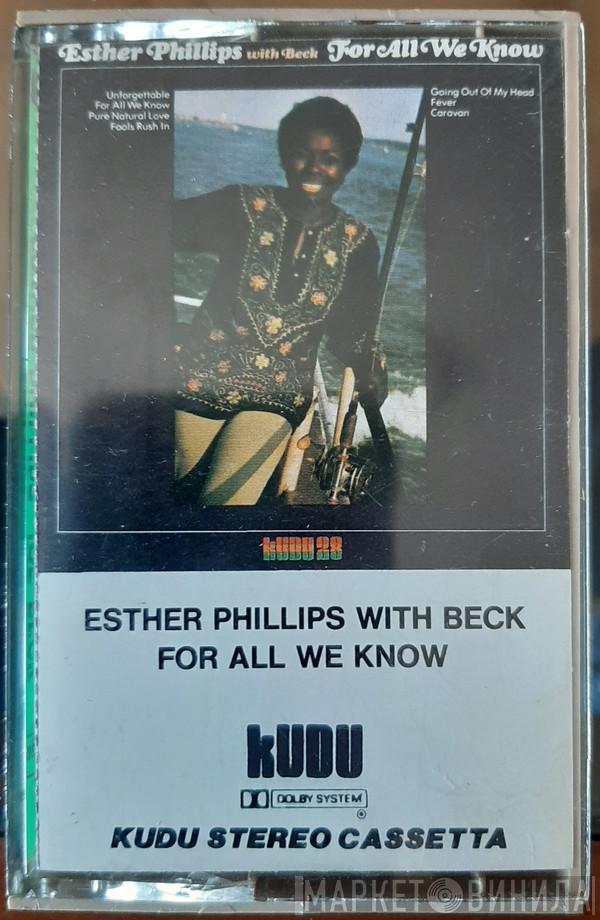 Esther Phillips with Beck For All We Know
Unforgettable
For All We Know
Pure Natural Love
Fools Rush In
Going Out Of My Head
Fever
Caravan
kUDU 28
ESTHER PHILLIPS WITH BECK
FOR ALL WE KNOW
kUDU
DOLBY SYSTEM
®
KUDU STEREO CASSETTA
МАРКЕТ ВИНИЛА